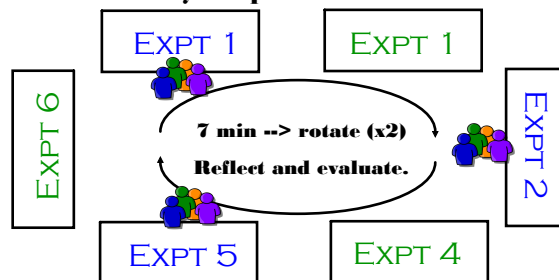 EXPT 1
EXPT 1
EXPT 6
7 min --> rotate (x2)
Reflect and evaluate.
EXPT 2
EXPT 5
EXPT 4